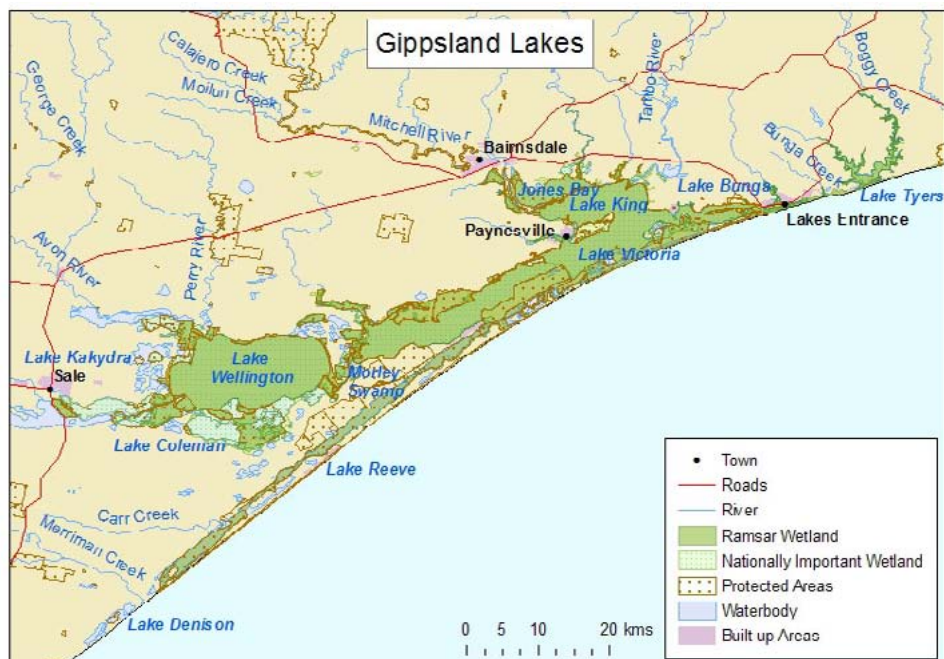 Gippsland Lakes
Calajero Creek
Moilun Creek
George Creek
Mitchell River
Tambo River
Boggy Creek
Bunga Creek
Bairnsdale
Jones Bay
Lake King
Lake Bunga
Lake Tyers
Lakes Entrance
Paynesville
Lake Victoria
Avon River
Perry River
Lake Kakydra
Sale
Lake
Wellington
Morley
Swamp
Lake Coleman
Lake Reeve
Carr Creek
Merriman Creek
Lake Denison
0 5 10 20 kms
Town
Roads
River
Ramsar Wetland
Nationally Important Wetland
Protected Areas
Waterbody
Built up Areas